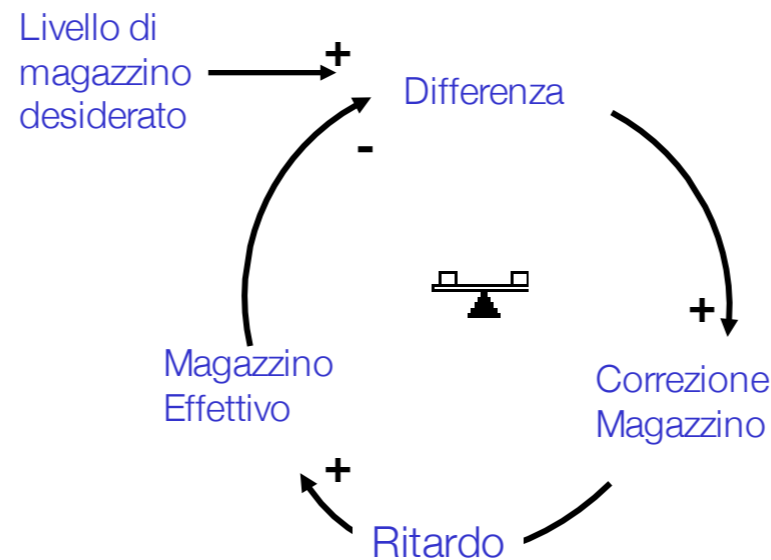 Livello di
magazzino
desiderato
+
Differenza
-
+
Magazzino
Effettivo
Correzione
Magazzino
+
Ritardo